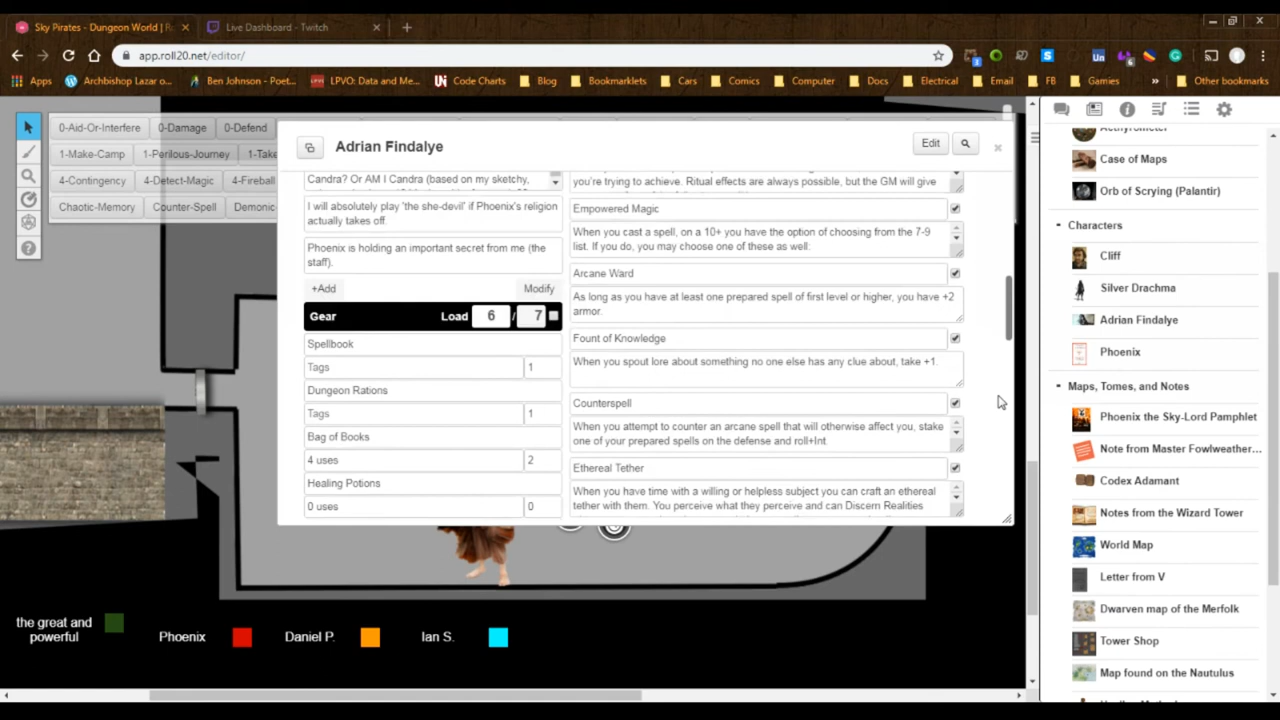 Sky Pirates - Dungeon World |
Live Dashboard - Twitch
app.roll20.net/editor/
Apps
Archbishop Lazar o...
Ben Johnson - Poet...
LPVO: Data and Me...
Code Charts
Blog
Bookmarklets
Cars
Comics
Computer
Docs
Electrical
Email
FB
Gamies
»
Other bookmarks
0-Aid-Or-Interfere
0-Damage
0-Defend
1-Make-Camp
1-Perilous-Journey
1-Take
4-Contingency
4-Detect-Magic
4-Fireball
Chaotic-Memory
Counter-Spell
Demonic
Adrian Findalye
Edit
Candra? Or AM I Candra (based on my sketchy,
I will absolutely play 'the she-devil' if Phoenix's religion
actually takes off.
Phoenix is holding an important secret from me (the
staff).
+Add
Modify
Gear
Load 6 / 7
Spellbook
Tags 1
Dungeon Rations
Tags 1
Bag of Books
4 uses 2
Healing Potions
0 uses 0
you're trying to achieve. Ritual effects are always possible, but the GM will give
Empowered Magic
When you cast a spell, on a 10+ you have the option of choosing from the 7-9
list. If you do, you may choose one of these as well:
Arcane Ward
As long as you have at least one prepared spell of first level or higher, you have +2
armor.
Fount of Knowledge
When you spout lore about something no one else has any clue about, take +1.
Counterspell
When you attempt to counter an arcane spell that will otherwise affect you, stake
one of your prepared spells on the defense and roll+Int.
Ethereal Tether
When you have time with a willing or helpless subject you can craft an ethereal
tether with them. You perceive what they perceive and can Discern Realities
the great and
powerful
Phoenix
Daniel P.
Ian S.
Aethyrometer
Case of Maps
Orb of Scrying (Palantir)
Characters
Cliff
Silver Drachma
Adrian Findalye
Phoenix
Maps, Tomes, and Notes
Phoenix the Sky-Lord Pamphlet
Note from Master Fowlweather...
Codex Adamant
Notes from the Wizard Tower
World Map
Letter from V
Dwarven map of the Merfolk
Tower Shop
Map found on the Nautulus